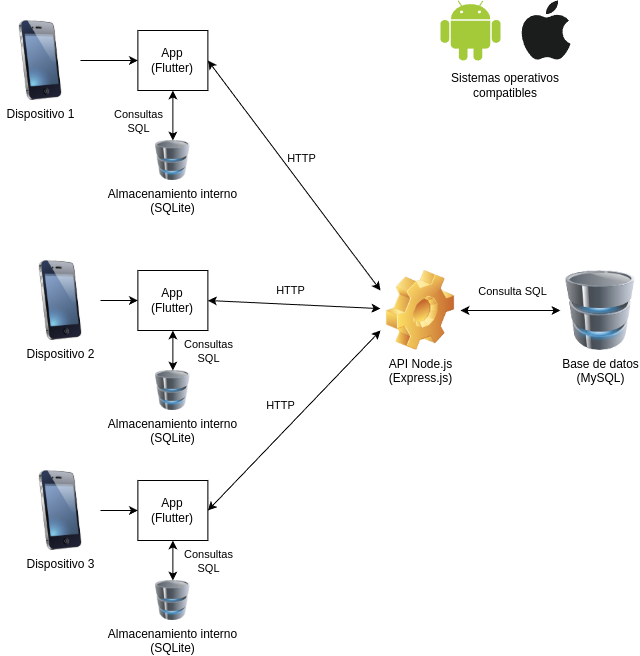 App
(Flutter)
Dispositivo 1
Consultas
SQL
Almacenamiento interno
(SQLite)
HTTP
Sistemas operativos
compatibles
App
(Flutter)
Dispositivo 2
Consultas
SQL
Almacenamiento interno
(SQLite)
HTTP
API Node.js
(Express.js)
Consulta SQL
Base de datos
(MySQL)
HTTP
App
(Flutter)
Dispositivo 3
Consultas
SQL
Almacenamiento interno
(SQLite)